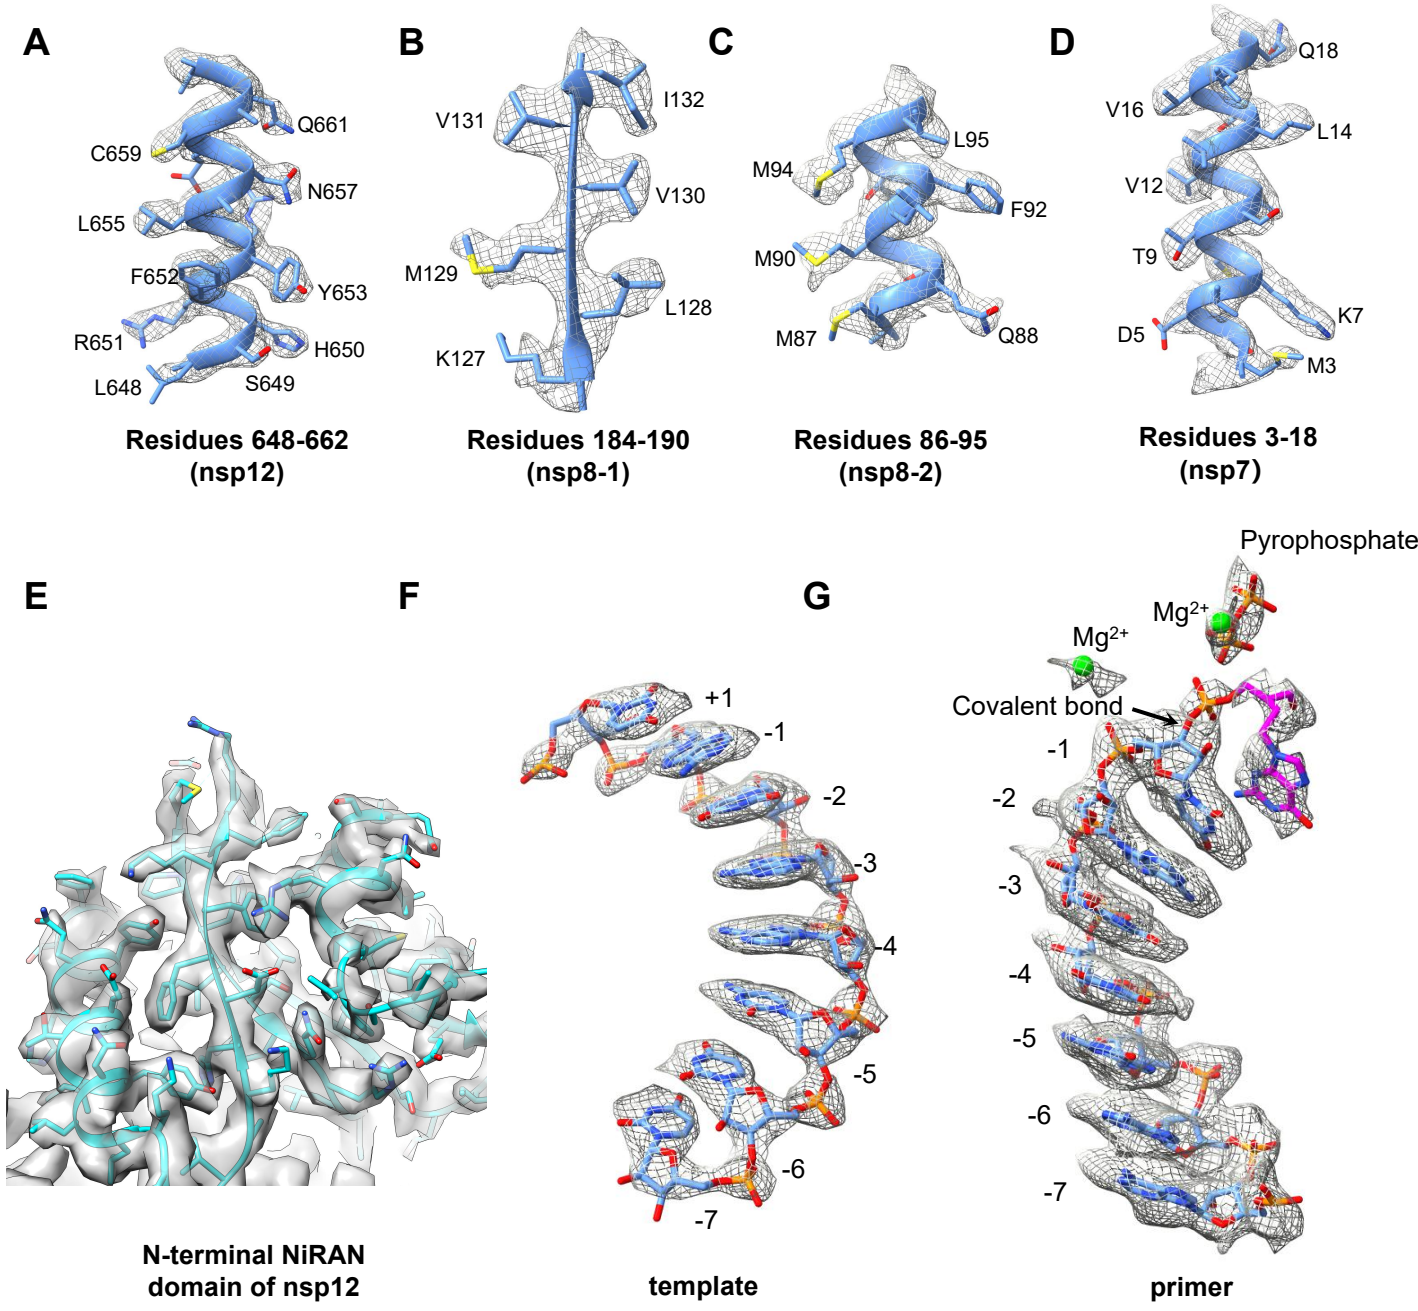 A
Q661
C659
N657
L655
F652
Y653
R651
H650
L648
S649
Residues 648-662
(nsp12)
B
I132
V131
V130
M129
L128
K127
Residues 184-190
(nsp8-1)
C
L95
M94
F92
M90
M87
Q88
Residues 86-95
(nsp8-2)
D
Q18
V16
L14
V12
T9
K7
D5
M3
Residues 3-18
(nsp7)
E
N-terminal NiRAN
domain of nsp12
F
+1
-1
-2
-3
-4
-5
-6
-7
template
G
Pyrophosphate
Mg2+
Mg2+
Covalent bond
-1
-2
-3
-4
-5
-6
-7
primer